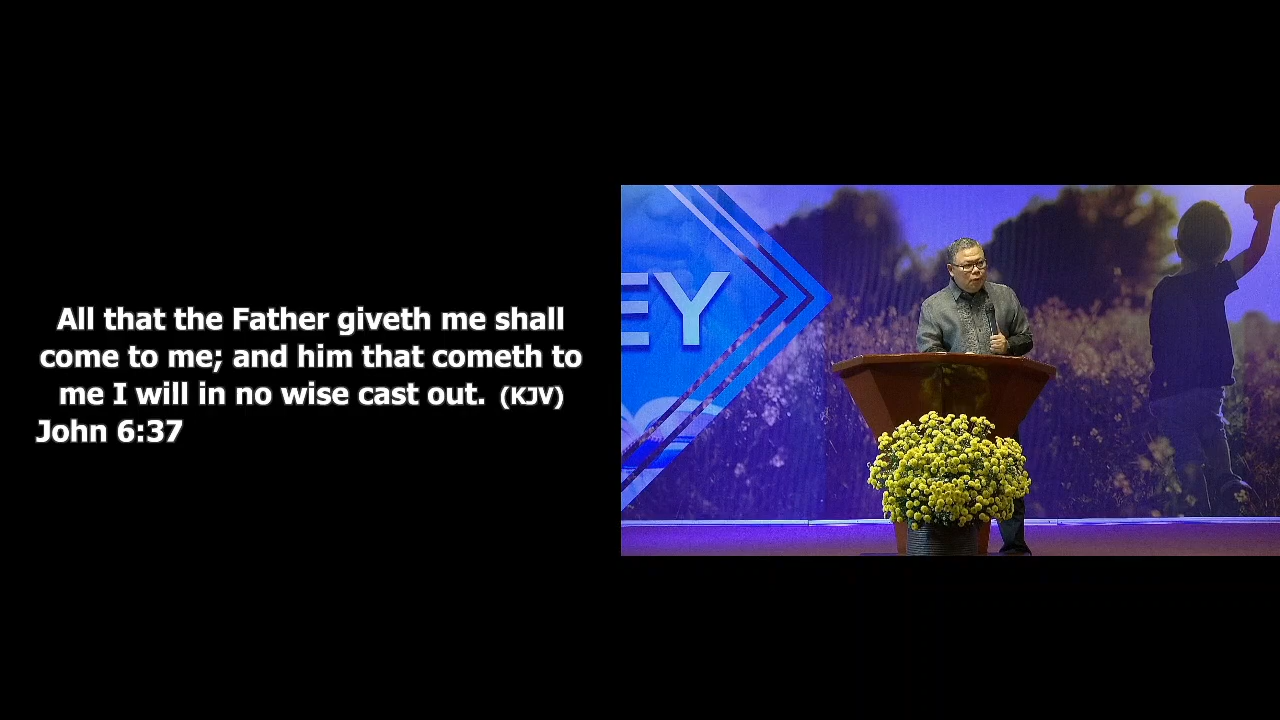 All that the Father giveth me shall
come to me; and him that cometh to
me I will in no wise cast out. (KJV)
John 6:37
EY